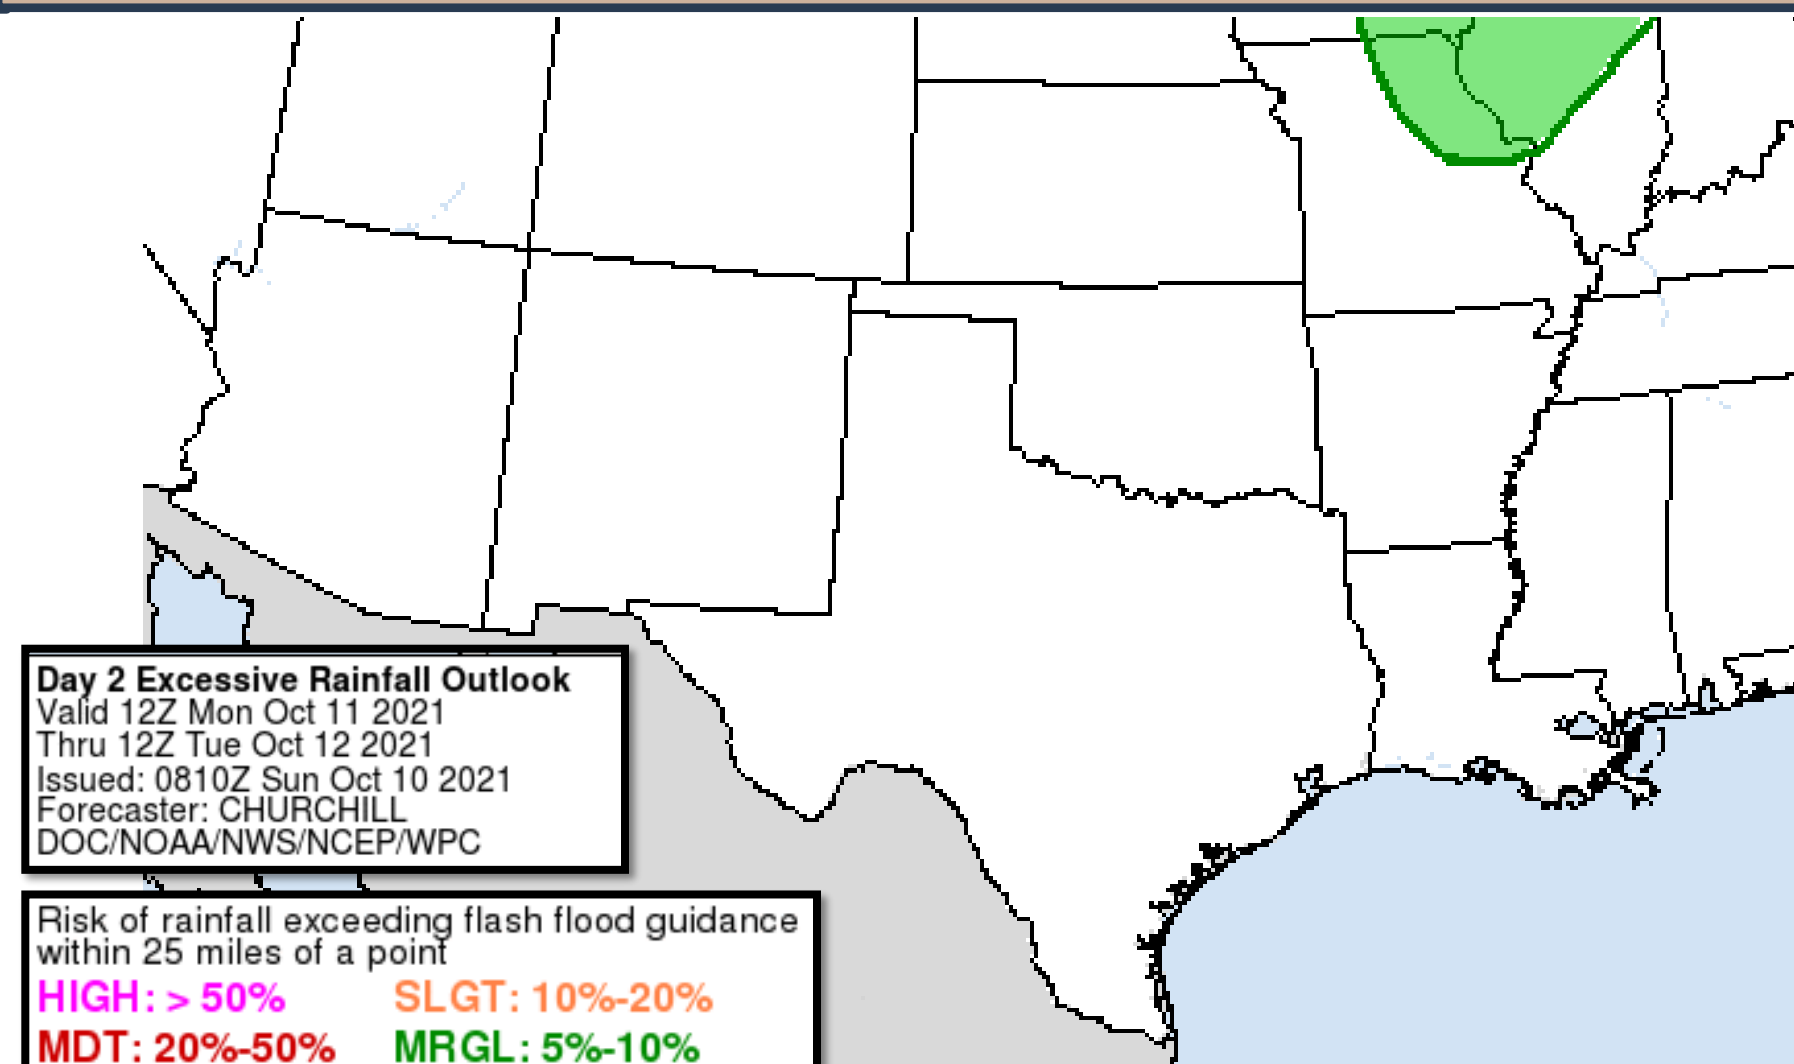 Day 2 Excessive Rainfall Outlook
Valid 12Z Mon Oct 11 2021
Thru 12Z Tue Oct 12 2021
Issued: 0810Z Sun Oct 10 2021
Forecaster: CHURCHILL
DOC/NOAA/NWS/NCEP/WPC
Risk of rainfall exceeding flash flood guidance
within 25 miles of a point
HIGH: > 50% SLGT: 10%-20%
MDT: 20%-50% MRGL: 5%-10%